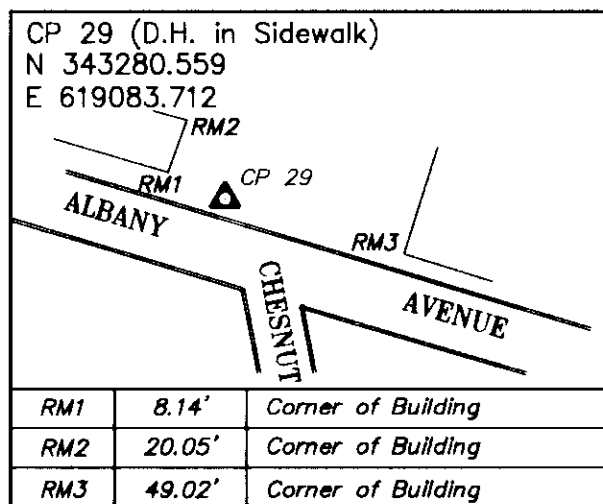 CP 29 (D.H. in Sidewalk)
N 343280.559
E 619083.712
RM2
RM1
CP 29
ALBANY AVENUE
RM3
CHESNUT
RM1 8.14' Corner of Building
RM2 20.05' Corner of Building
RM3 49.02' Corner of Building